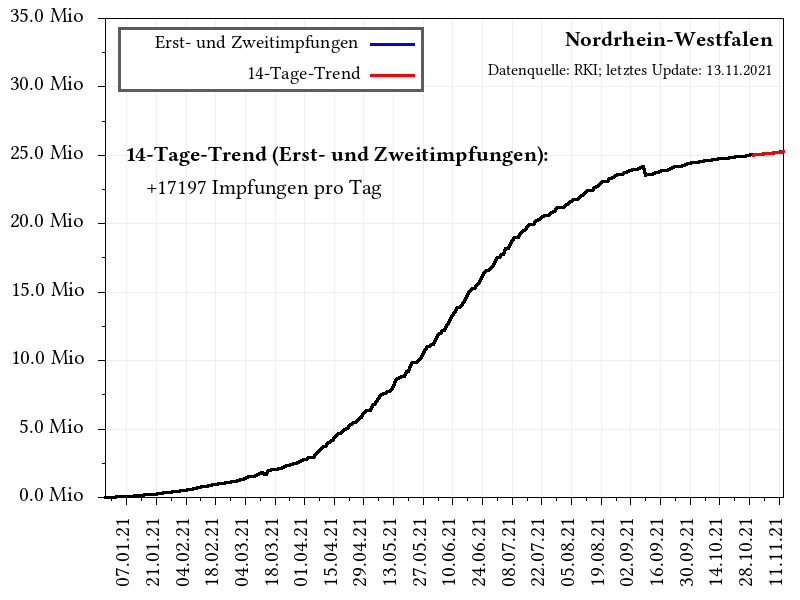 35.0 Mio
30.0 Mio
25.0 Mio
20.0 Mio
15.0 Mio
10.0 Mio
5.0 Mio
0.0 Mio
Erst- und Zweitimpfungen
14-Tage-Trend
Nordrhein-Westfalen
Datenquelle: RKI; letztes Update: 13.11.2021
14-Tage-Trend (Erst- und Zweitimpfungen):
+17197 Impfungen pro Tag
07.01.21
21.01.21
04.02.21
18.02.21
04.03.21
18.03.21
01.04.21
15.04.21
29.04.21
13.05.21
27.05.21
10.06.21
24.06.21
08.07.21
22.07.21
05.08.21
19.08.21
02.09.21
16.09.21
30.09.21
14.10.21
28.10.21
11.11.21